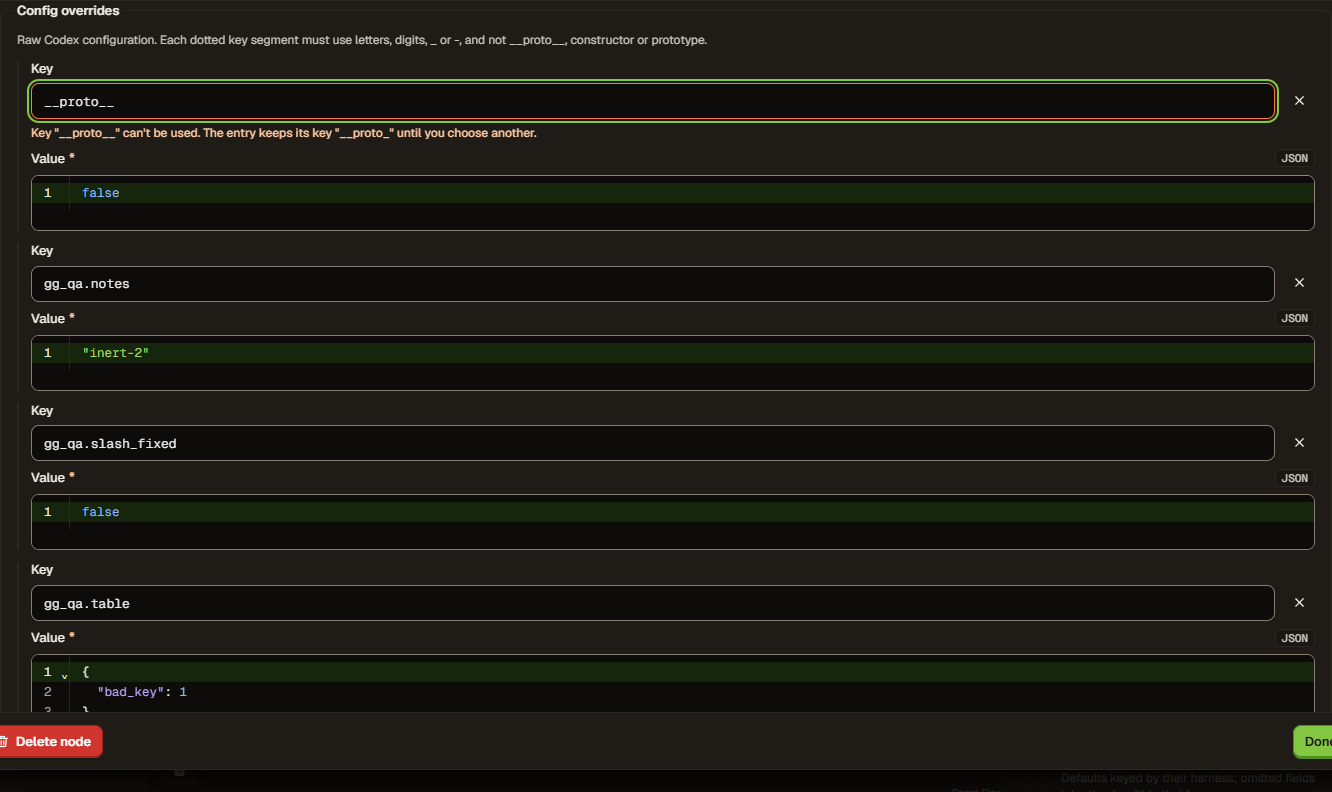 Config overrides
Raw Codex configuration. Each dotted key segment must use letters, digits, _ or -, and not __proto__, constructor or prototype.
Key
__proto__
Key "__proto__" can't be used. The entry keeps its key "__proto_" until you choose another.
Value *
JSON
1 false
Key
gg_qa.notes
Value *
JSON
1 "inert-2"
Key
gg_qa.slash_fixed
Value *
JSON
1 false
Key
gg_qa.table
Value *
JSON
1 {
2 "bad_key": 1
3 }
Delete node
Done
Defaults keyed by their harness; omitted fields